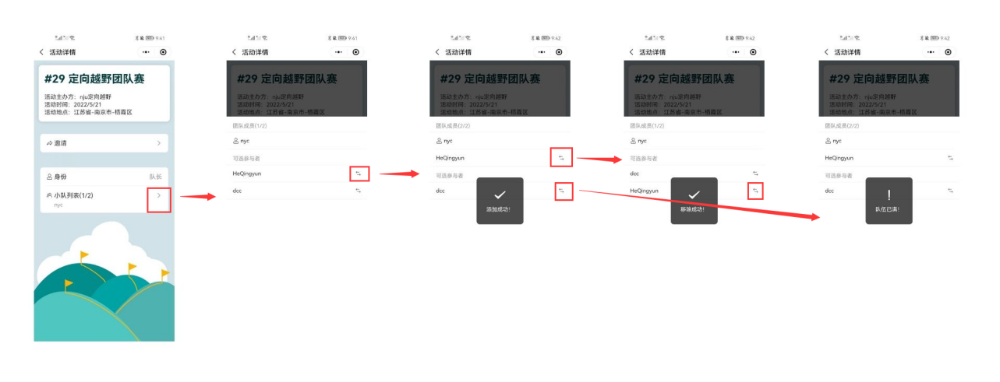 9:41
活动详情
#29 定向越野团队赛
活动主办方: nju定向越野
活动时间: 2022/5/21
活动地点: 江苏省-南京市-栖霞区
邀请
身份 队长
小队列表(1/2)
nyc
9:41
活动详情
#29 定向越野团队赛
活动主办方: nju定向越野
活动时间: 2022/5/21
活动地点: 江苏省-南京市-栖霞区
团队成员(1/2)
nyc
可选参与者
HeQingyun
dcc
9:42
活动详情
#29 定向越野团队赛
活动主办方: nju定向越野
活动时间: 2022/5/21
活动地点: 江苏省-南京市-栖霞区
团队成员(2/2)
nyc
HeQingyun
可选参与者
dcc
添加成功!
9:42
活动详情
#29 定向越野团队赛
活动主办方: nju定向越野
活动时间: 2022/5/21
活动地点: 江苏省-南京市-栖霞区
团队成员(1/2)
nyc
可选参与者
dcc
HeQingyun
移除成功!
9:42
活动详情
#29 定向越野团队赛
活动主办方: nju定向越野
活动时间: 2022/5/21
活动地点: 江苏省-南京市-栖霞区
团队成员(2/2)
nyc
HeQingyun
可选参与者
dcc
队伍已满!